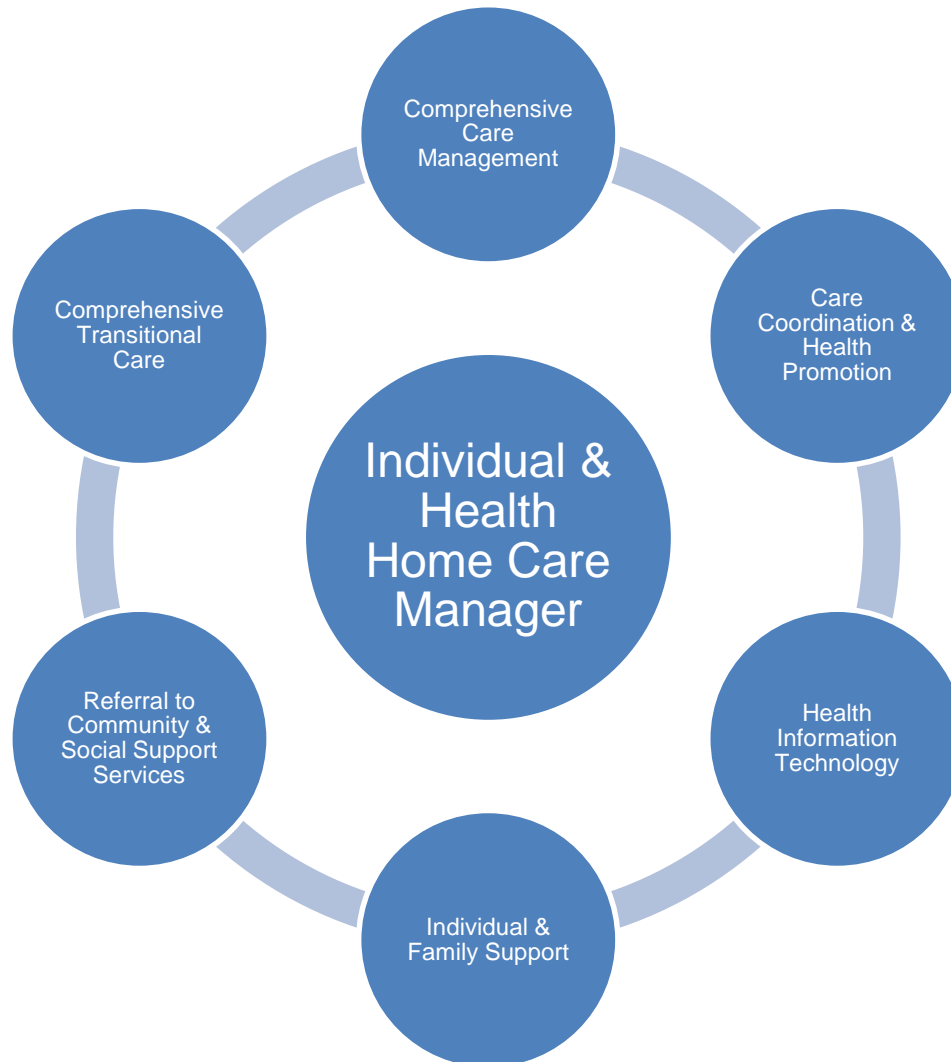 Comprehensive
Care
Management
Care
Coordination &
Health
Promotion
Health
Information
Technology
Individual &
Family Support
Referral to
Community &
Social Support
Services
Comprehensive
Transitional
Care
Individual &
Health
Home Care
Manager